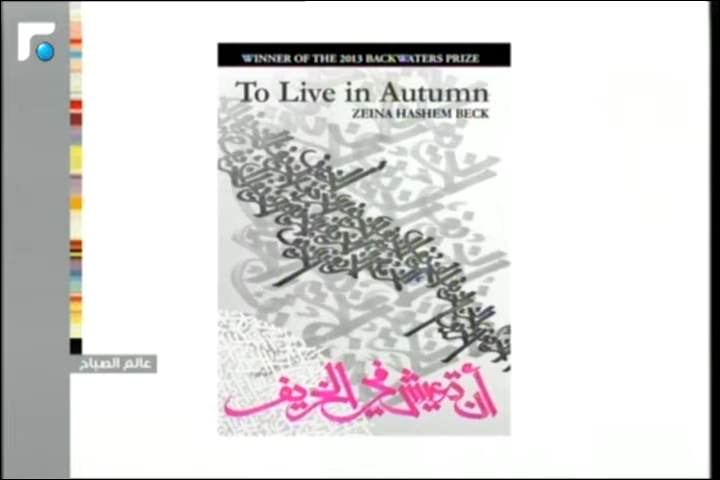 WINNER OF THE 2013 BACKWATERS PRIZE
To Live in Autumn
ZEINA HASHEM BECK
أن تعيش في الخريف
عالم الصباح